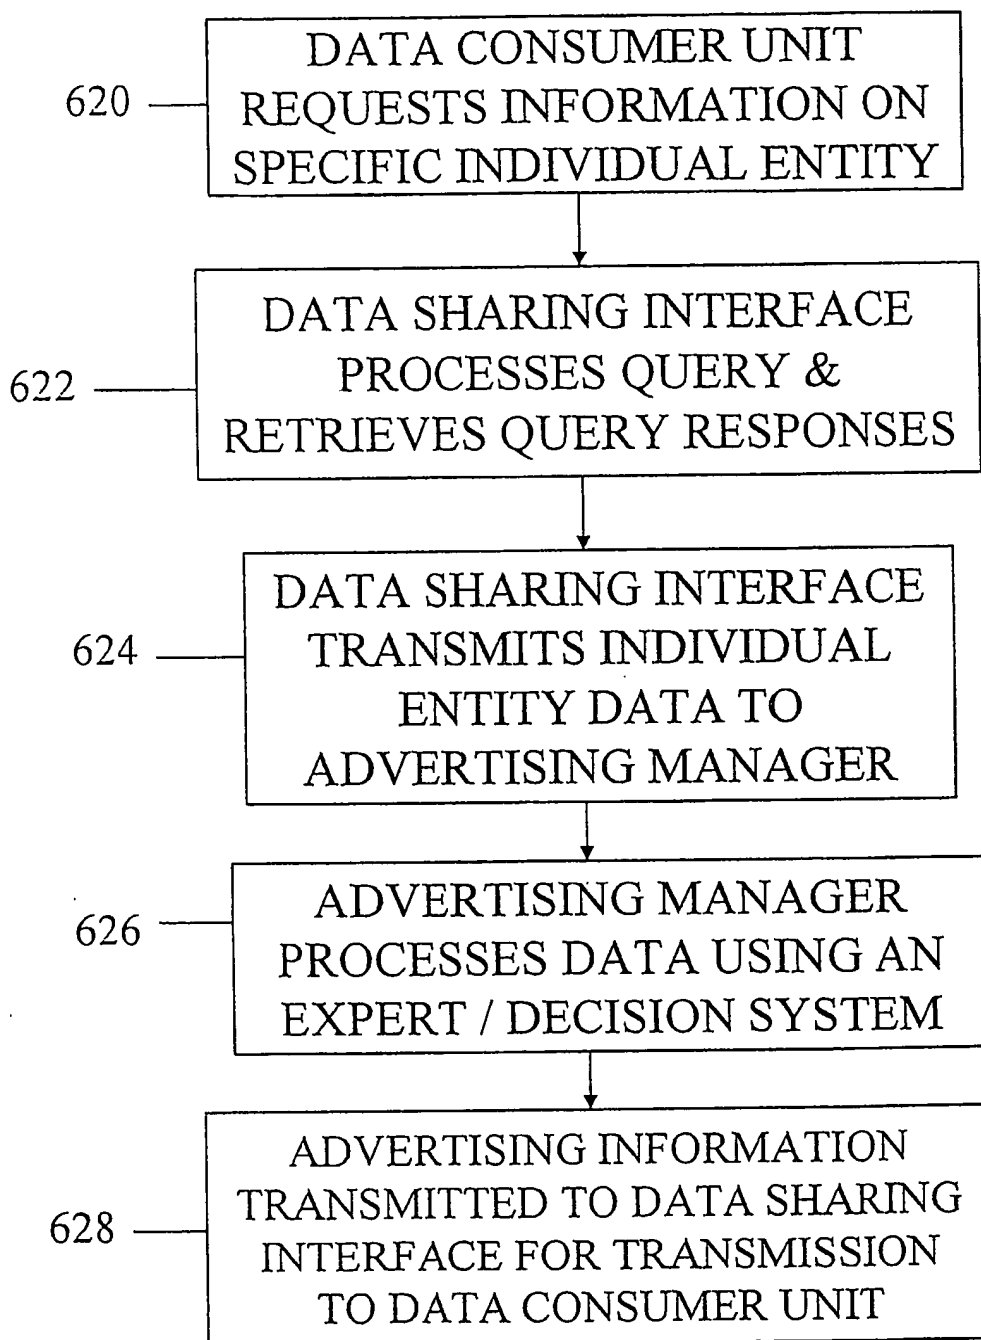 620
DATA CONSUMER UNIT
REQUESTS INFORMATION ON
SPECIFIC INDIVIDUAL ENTITY
622
DATA SHARING INTERFACE
PROCESSES QUERY &
RETRIEVES QUERY RESPONSES
624
DATA SHARING INTERFACE
TRANSMITS INDIVIDUAL
ENTITY DATA TO
ADVERTISING MANAGER
626
ADVERTISING MANAGER
PROCESSES DATA USING AN
EXPERT / DECISION SYSTEM
628
ADVERTISING INFORMATION
TRANSMITTED TO DATA SHARING
INTERFACE FOR TRANSMISSION
TO DATA CONSUMER UNIT